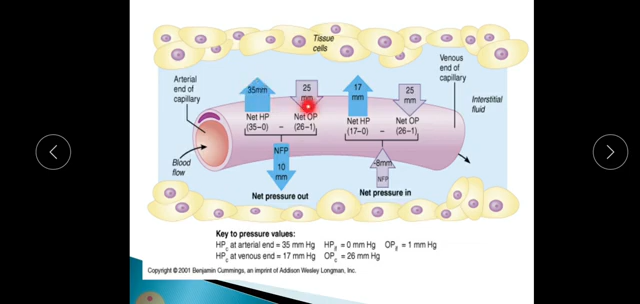 Tissue
cells
Arterial
end of
capillary
Venous
end of
capillary
35mm
25
mm
17
mm
25
mm
Interstitial
fluid
Net HP
(35–0)
–
Net OP
(26–1)
Net HP
(17–0)
–
Net OP
(26–1)
Blood
flow
NFP
10
mm
-8mm
NFP
Net pressure out
Net pressure in
Key to pressure values:
HPc at arterial end = 35 mm Hg HPif = 0 mm Hg OPif = 1 mm Hg
HPc at venous end = 17 mm Hg OPc = 26 mm Hg
Copyright © 2001 Benjamin Cummings, an imprint of Addison Wesley Longman, Inc.